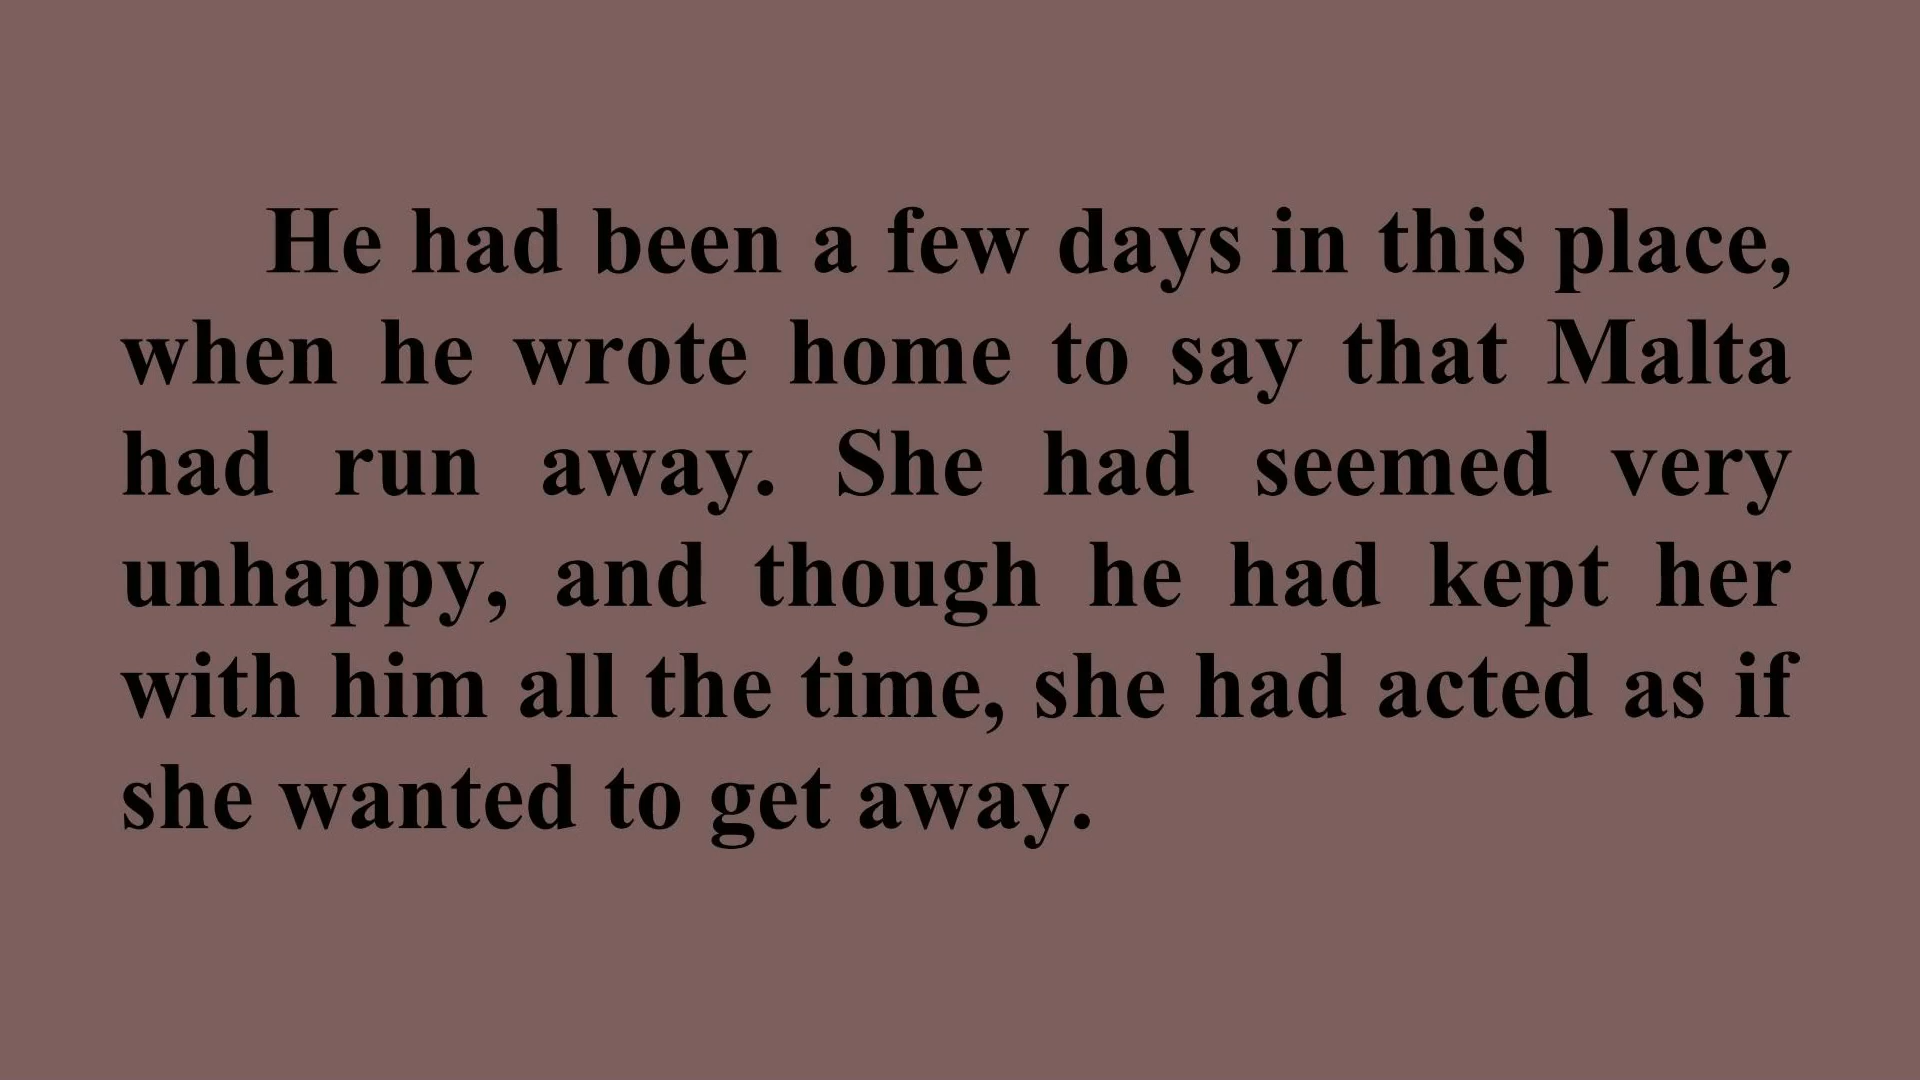 He had been a few days in this place,
when he wrote home to say that Malta
had run away. She had seemed very
unhappy, and though he had kept her
with him all the time, she had acted as if
she wanted to get away.